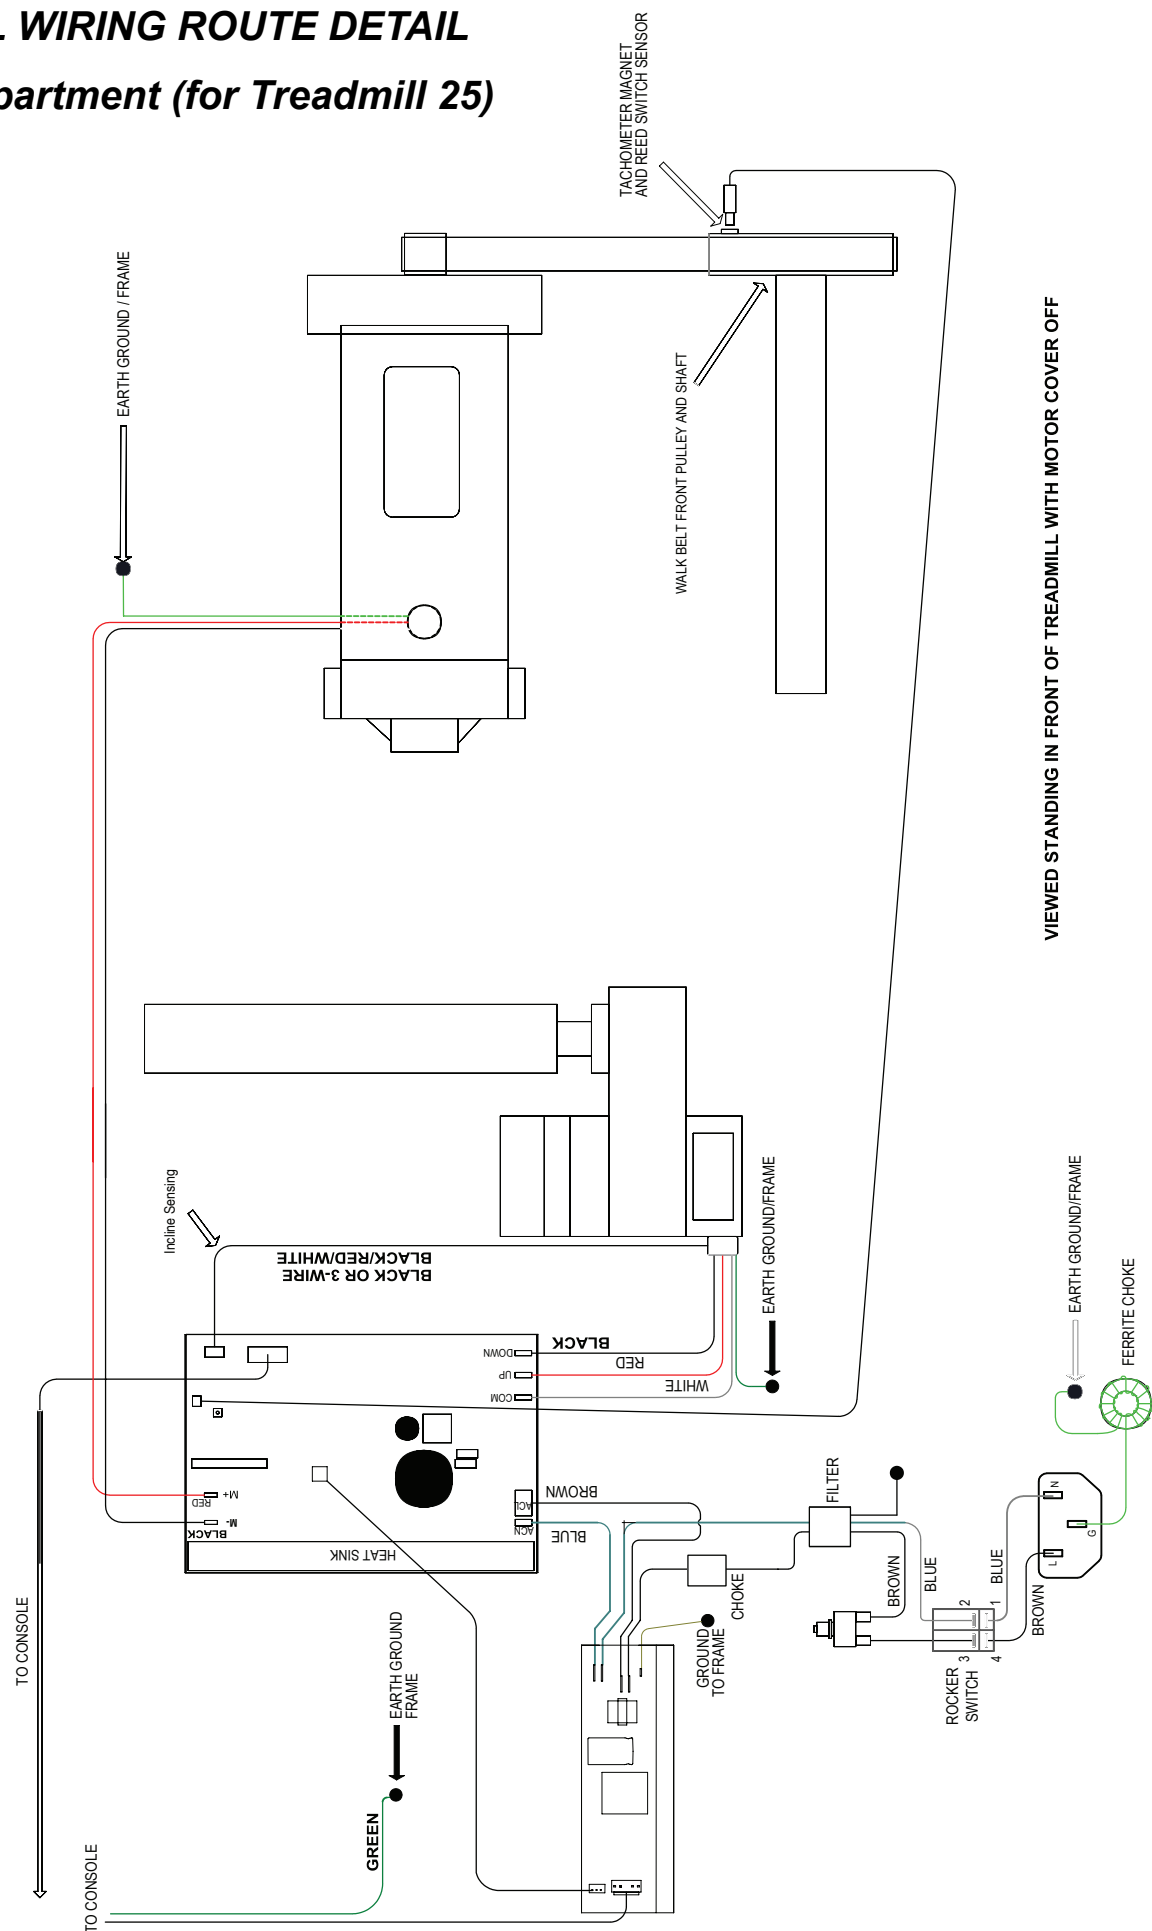 L WIRING ROUTE DETAIL
partment (for Treadmill 25)
TACHOMETER MAGNET
AND REED SWITCH SENSOR
EARTH GROUND / FRAME
WALK BELT FRONT PULLEY AND SHAFT
VIEWED STANDING IN FRONT OF TREADMILL WITH MOTOR COVER OFF
Incline Sensing
BLACK OR 3-WIRE
BLACK/RED/WHITE
EARTH GROUND/FRAME
EARTH GROUND/FRAME
FERRITE CHOKE
DOWN
BLACK
UP
RED
COM
WHITE
M+
RED
M-
BLACK
HEAT SINK
ACL
BROWN
ACN
BLUE
FILTER
CHOKE
GROUND
TO FRAME
BROWN
BLUE
BLUE
BROWN
N
G
L
2
1
3
4
ROCKER
SWITCH
TO CONSOLE
EARTH GROUND
FRAME
GREEN
TO CONSOLE